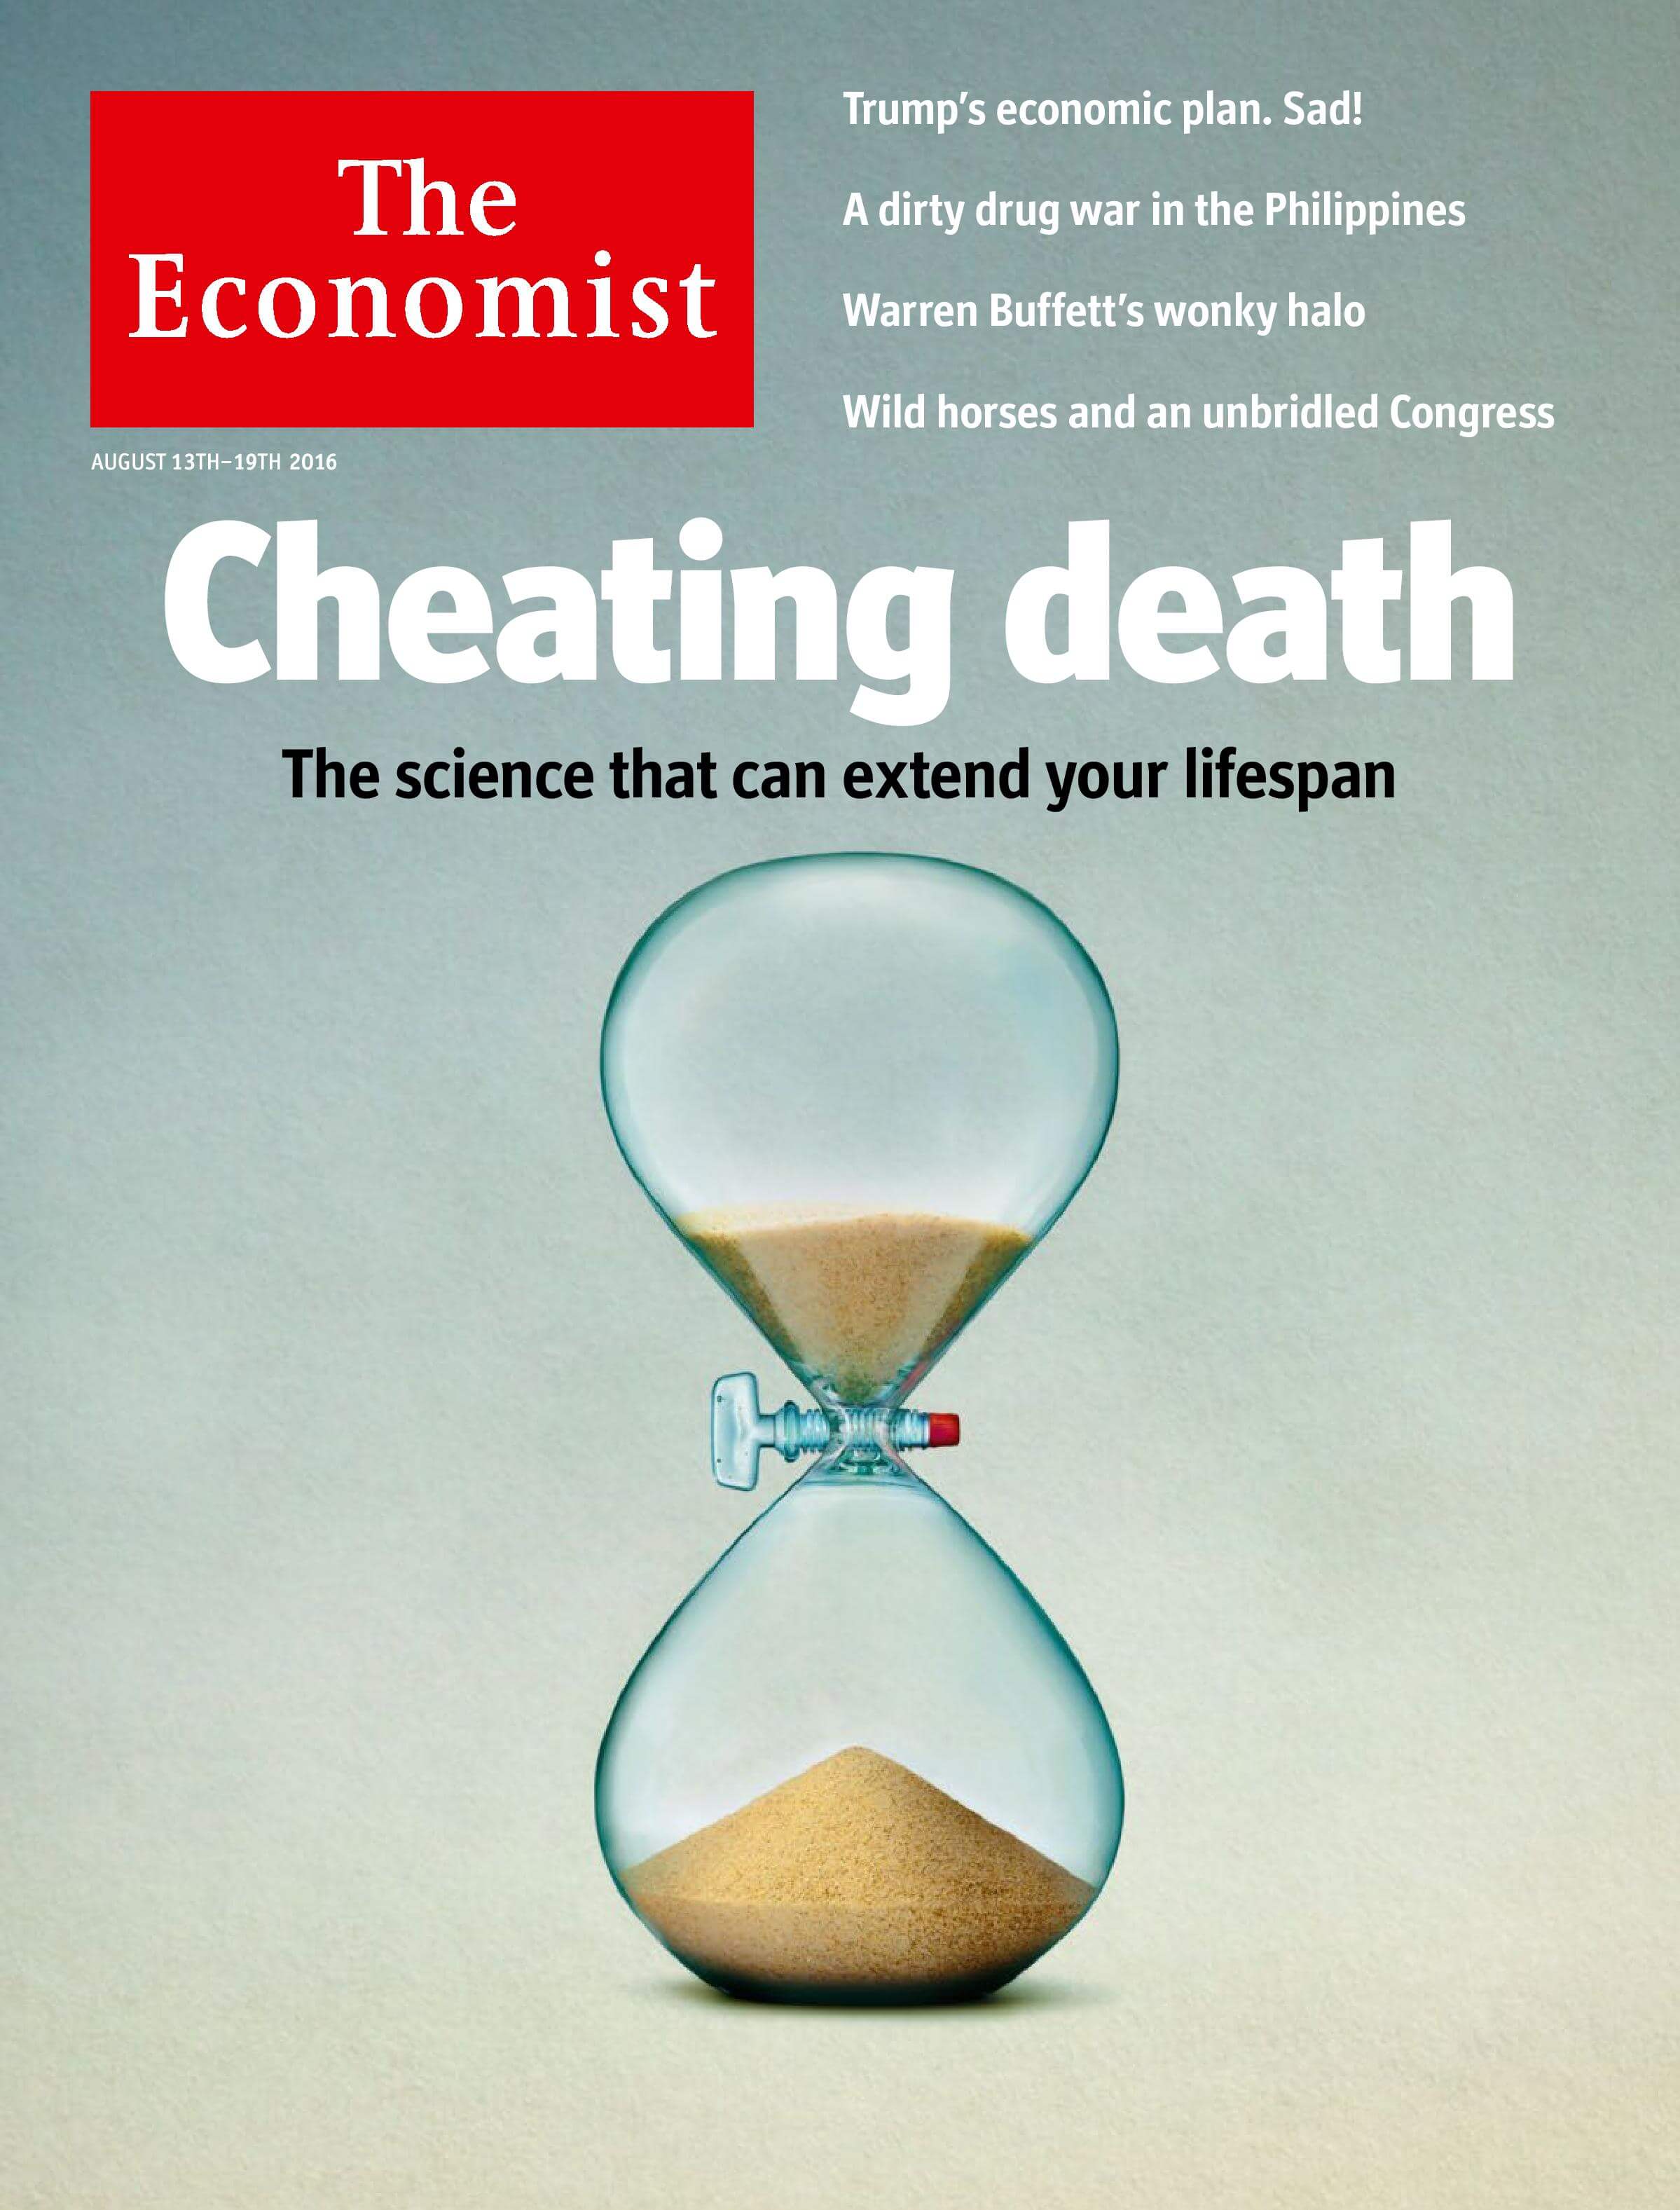 The
Economist
AUGUST 13TH–19TH 2016
Trump’s economic plan. Sad!
A dirty drug war in the Philippines
Warren Buffett’s wonky halo
Wild horses and an unbridled Congress
Cheating death
The science that can extend your lifespan